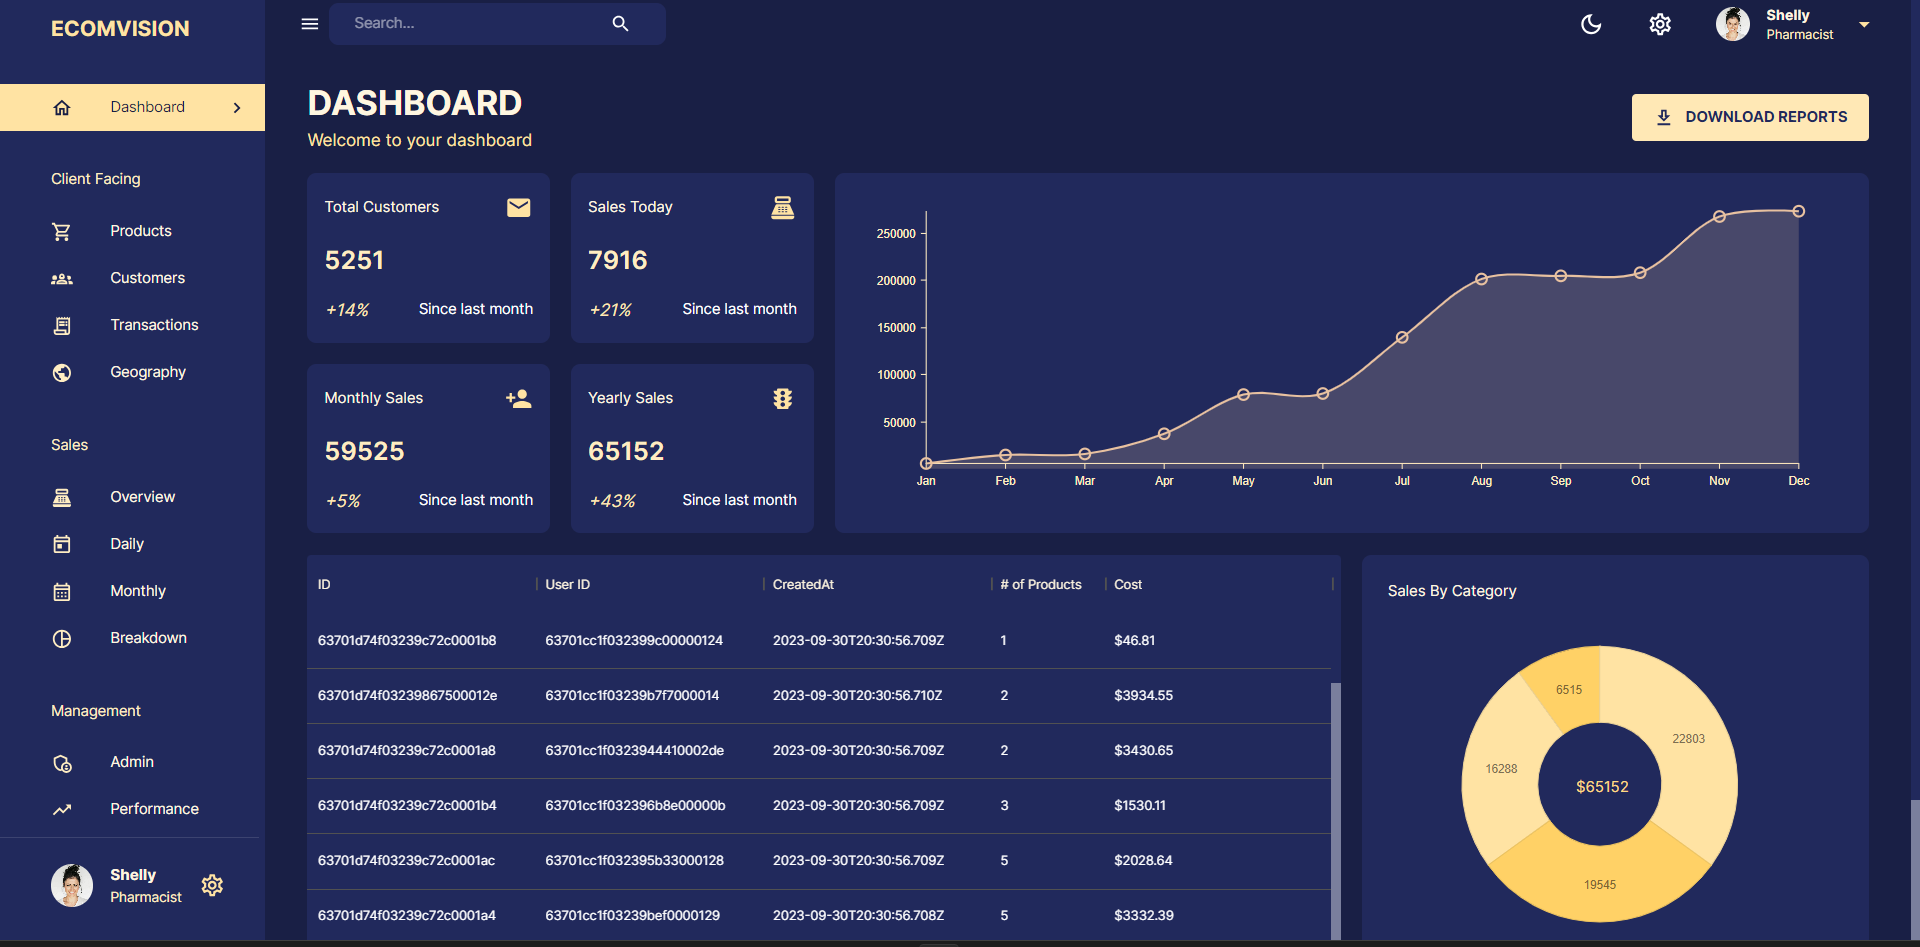 ECOMVISION
Search...
Shelly
Pharmacist
Dashboard
Client Facing
Products
Customers
Transactions
Geography
Sales
Overview
Daily
Monthly
Breakdown
Management
Admin
Performance
Shelly
Pharmacist
DASHBOARD
Welcome to your dashboard
DOWNLOAD REPORTS
Total Customers
5251
+14% Since last month
Sales Today
7916
+21% Since last month
Monthly Sales
59525
+5% Since last month
Yearly Sales
65152
+43% Since last month
250000
200000
150000
100000
50000
Jan Feb Mar Apr May Jun Jul Aug Sep Oct Nov Dec
ID User ID CreatedAt # of Products Cost
63701d74f03239c72c0001b8 63701cc1f032399c00000124 2023-09-30T20:30:56.709Z 1 $46.81
63701d74f03239867500012e 63701cc1f03239b7f7000014 2023-09-30T20:30:56.710Z 2 $3934.55
63701d74f03239c72c0001a8 63701cc1f0323944410002de 2023-09-30T20:30:56.709Z 2 $3430.65
63701d74f03239c72c0001b4 63701cc1f032396b8e00000b 2023-09-30T20:30:56.709Z 3 $1530.11
63701d74f03239c72c0001ac 63701cc1f032395b33000128 2023-09-30T20:30:56.709Z 5 $2028.64
63701d74f03239c72c0001a4 63701cc1f03239bef0000129 2023-09-30T20:30:56.708Z 5 $3332.39
Sales By Category
6515
22803
16288
$65152
19545